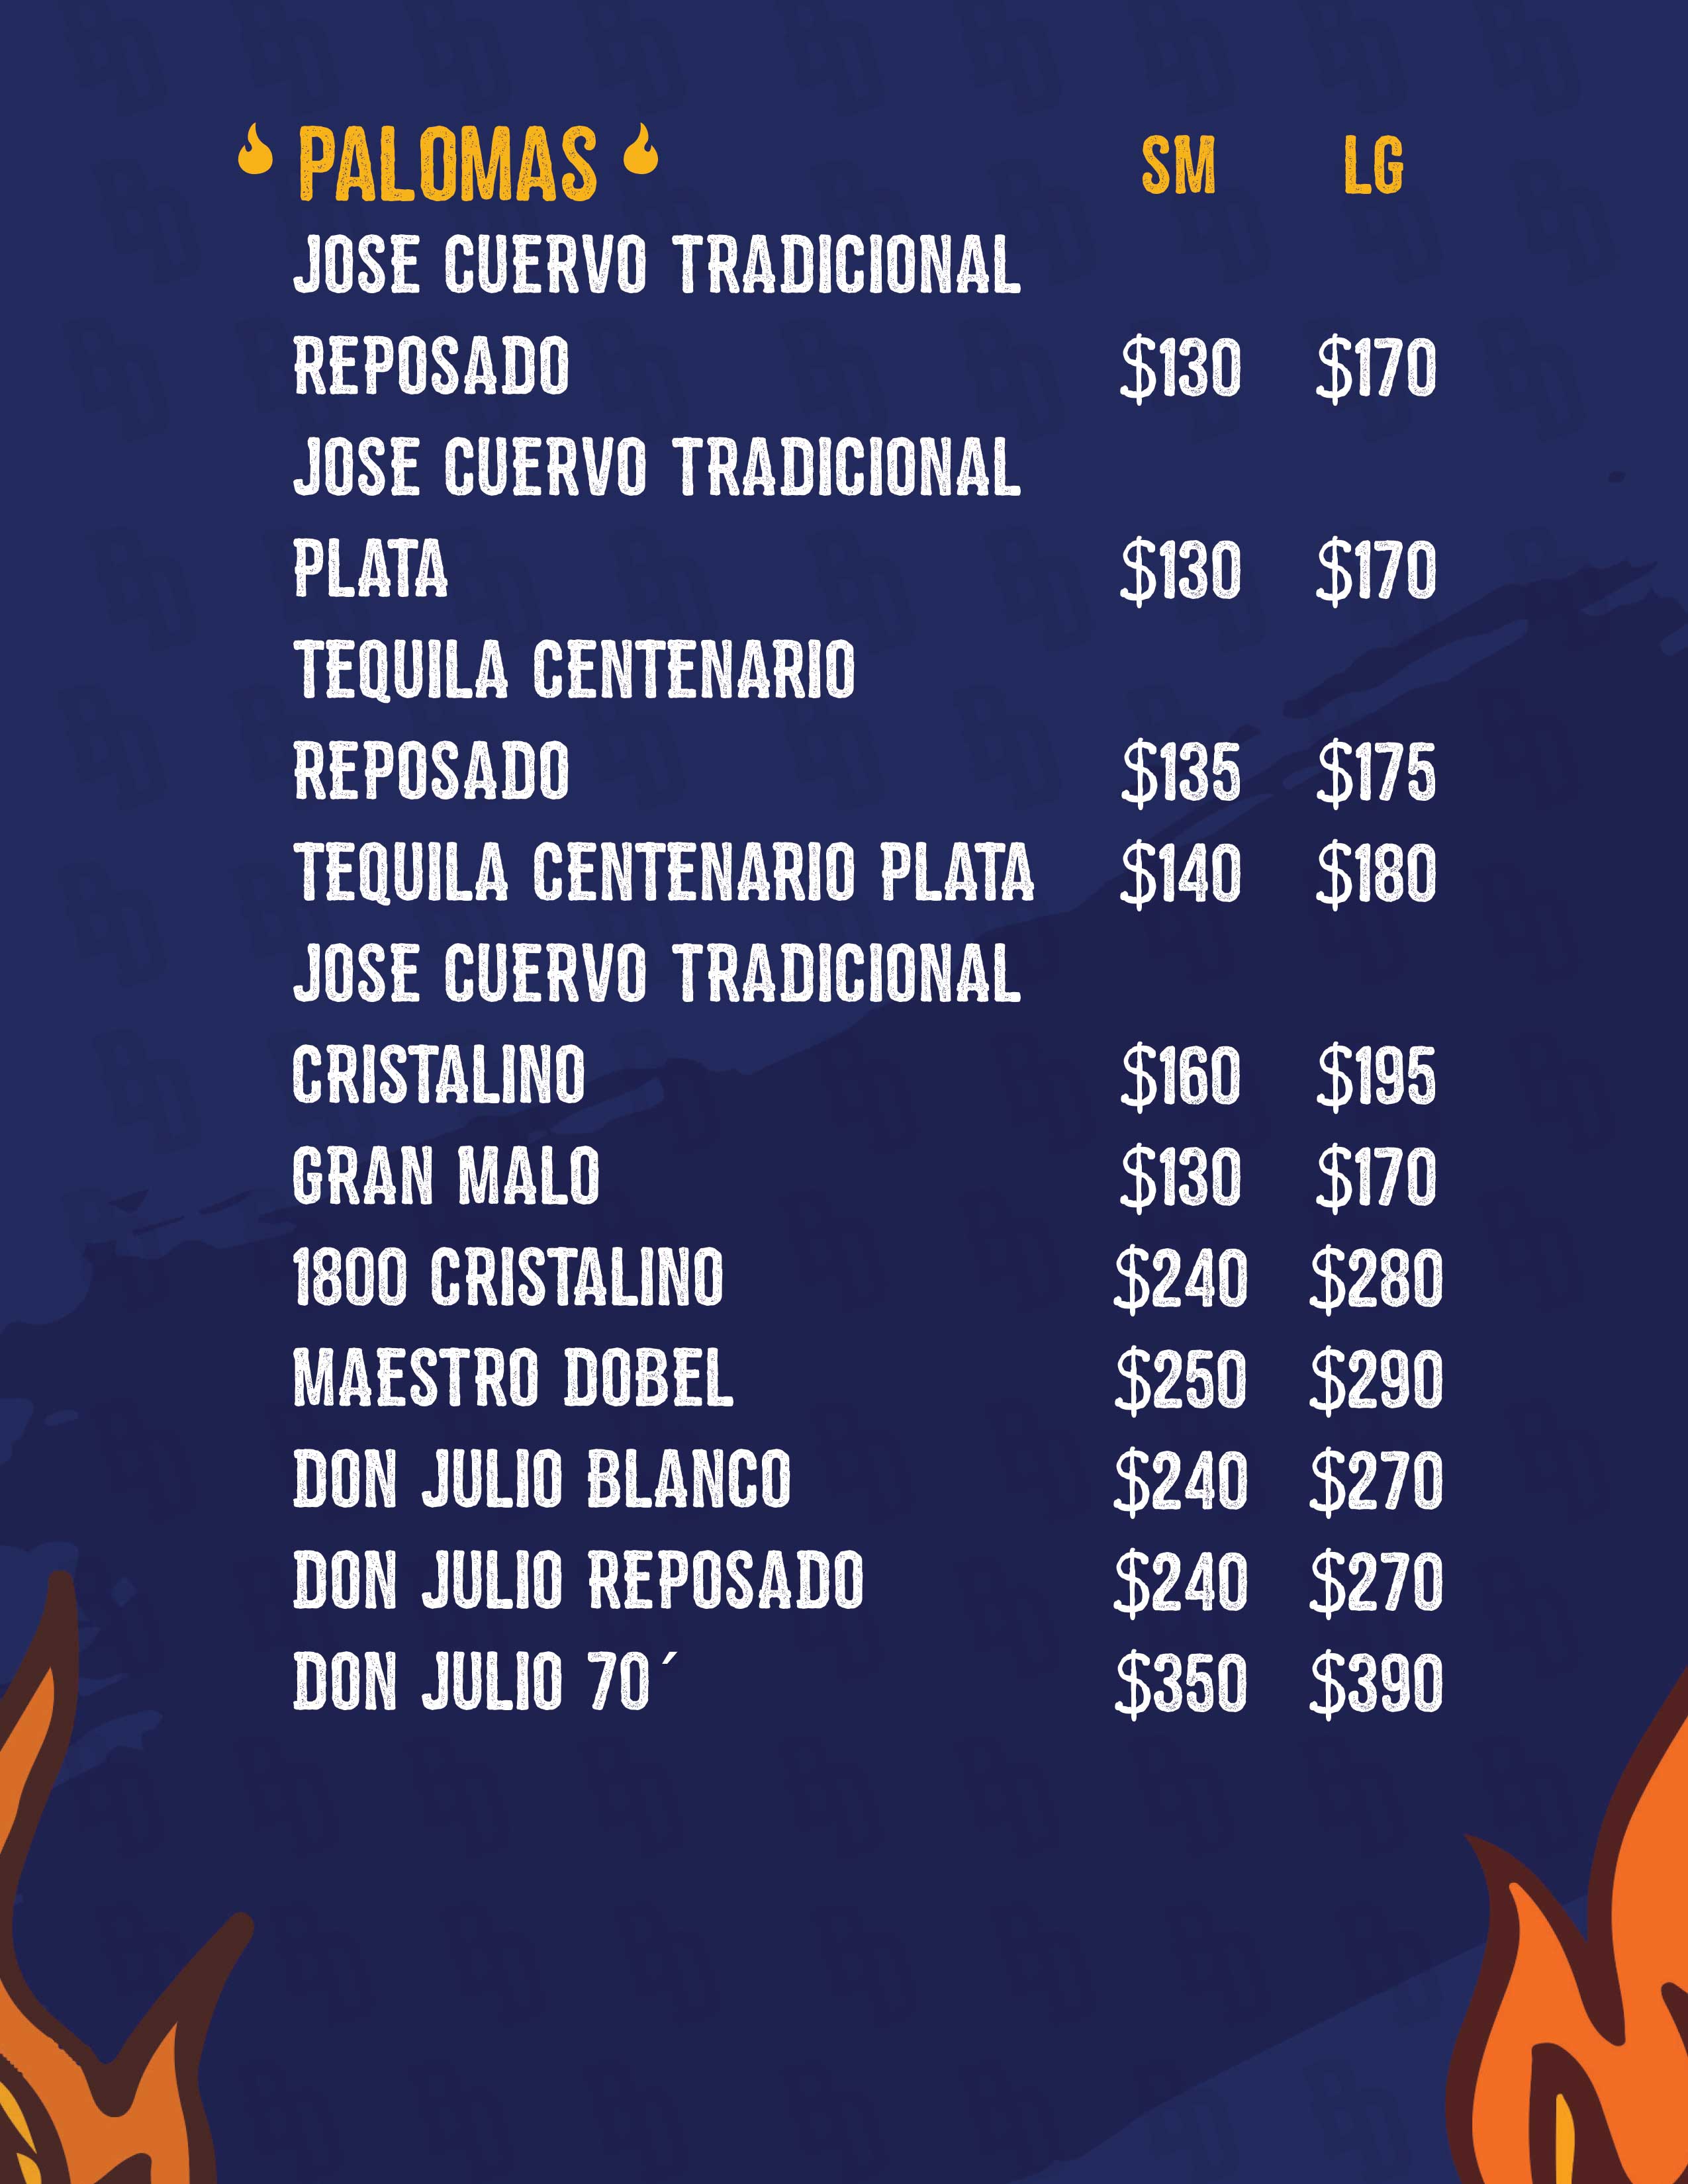 PALOMAS SM LG
JOSE CUERVO TRADICIONAL
REPOSADO $130 $170
JOSE CUERVO TRADICIONAL
PLATA $130 $170
TEQUILA CENTENARIO
REPOSADO $135 $175
TEQUILA CENTENARIO PLATA $140 $180
JOSE CUERVO TRADICIONAL
CRISTALINO $160 $195
GRAN MALO $130 $170
1800 CRISTALINO $240 $280
MAESTRO DOBEL $250 $290
DON JULIO BLANCO $240 $270
DON JULIO REPOSADO $240 $270
DON JULIO 70´ $350 $390